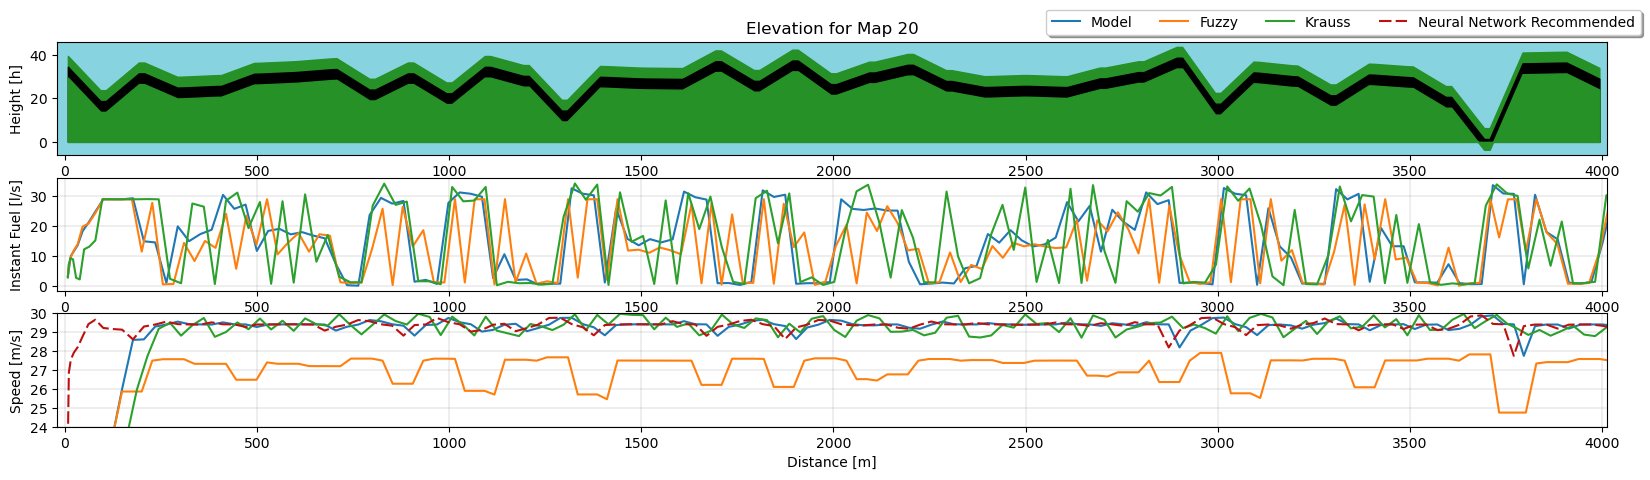 Elevation for Map 20
Model Fuzzy Krauss Neural Network Recommended
Height [h]
40
20
0
0 500 1000 1500 2000 2500 3000 3500 4000
Instant Fuel [l/s]
30
20
10
0
0 500 1000 1500 2000 2500 3000 3500 4000
Speed [m/s]
30
29
28
27
26
25
24
0 500 1000 1500 2000 2500 3000 3500 4000
Distance [m]